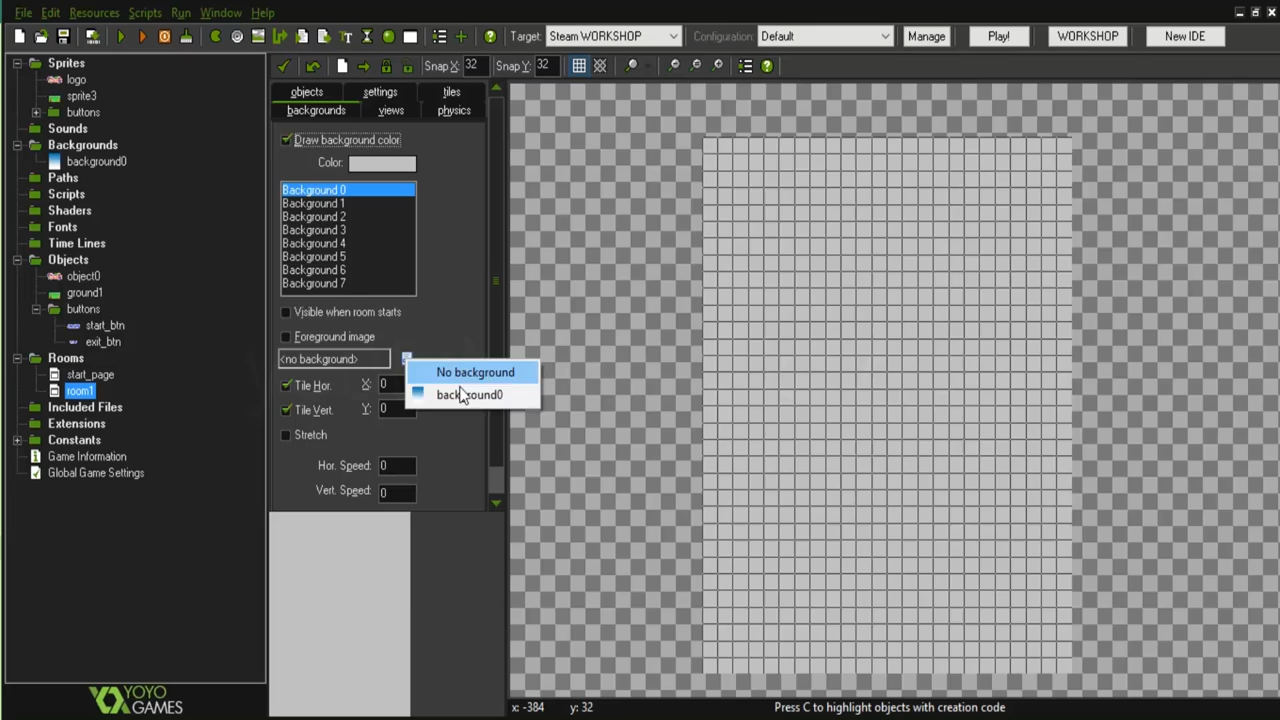 File Edit Resources Scripts Run Window Help
Target: Steam WORKSHOP Configuration: Default Manage Play! WORKSHOP New IDE
Snap X: 32 Snap Y: 32
Sprites
logo
sprite3
buttons
Sounds
Backgrounds
background0
Paths
Scripts
Shaders
Fonts
Time Lines
Objects
object0
ground1
buttons
start_btn
exit_btn
Rooms
start_page
room1
Included Files
Extensions
Constants
Game Information
Global Game Settings
YOYO
GAMES
objects settings tiles
backgrounds views physics
Draw background color
Color:
Background 0
Background 1
Background 2
Background 3
Background 4
Background 5
Background 6
Background 7
Visible when room starts
Foreground image
<no background>
No background
Tile Hor. X: 0
Tile Vert. Y: 0
Stretch
Hor. Speed: 0
Vert. Speed: 0
x: -384 y: 32 Press C to highlight objects with creation code